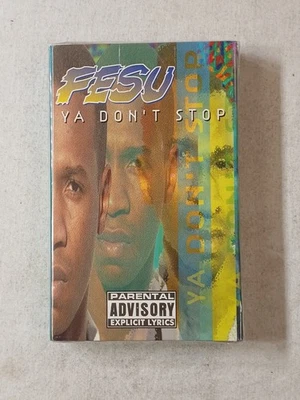 FESU
YA DON'T STOP
YA DON'T STOP
PARENTAL
ADVISORY
EXPLICIT LYRICS